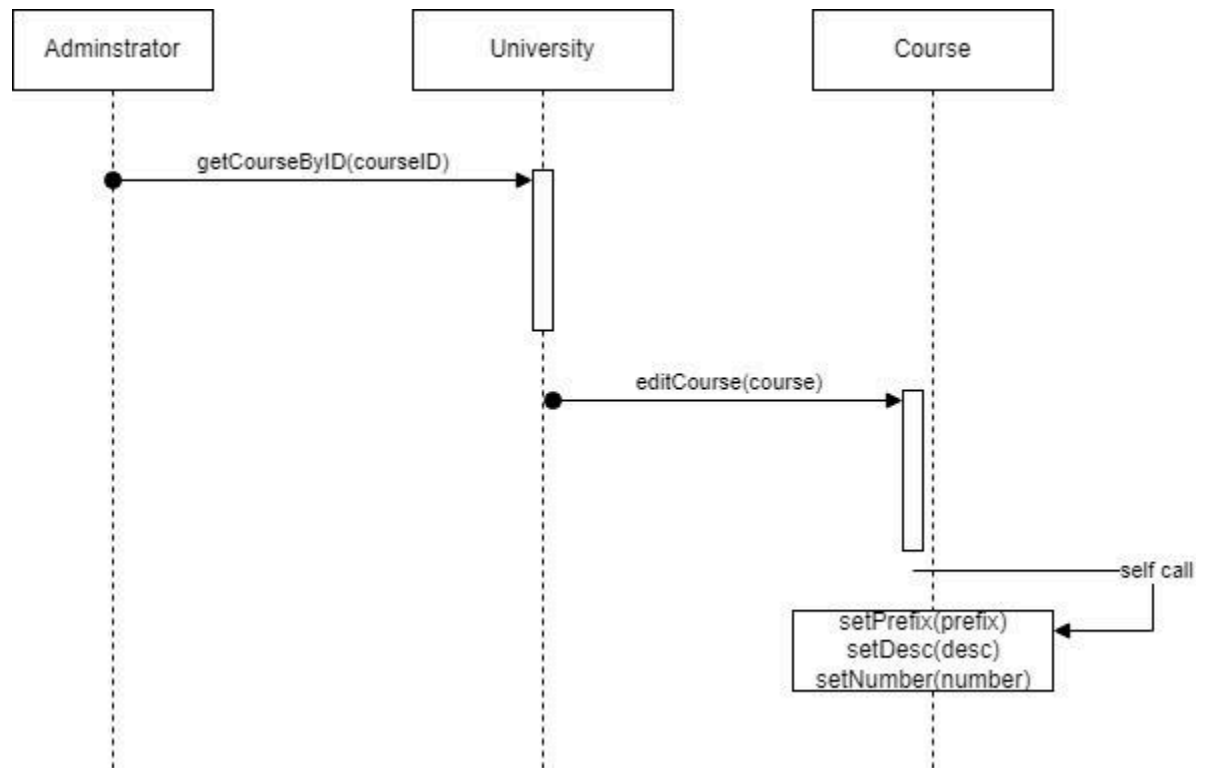 Adminstrator
University
Course
getCourseByID(courseID)
editCourse(course)
self call
setPrefix(prefix)
setDesc(desc)
setNumber(number)